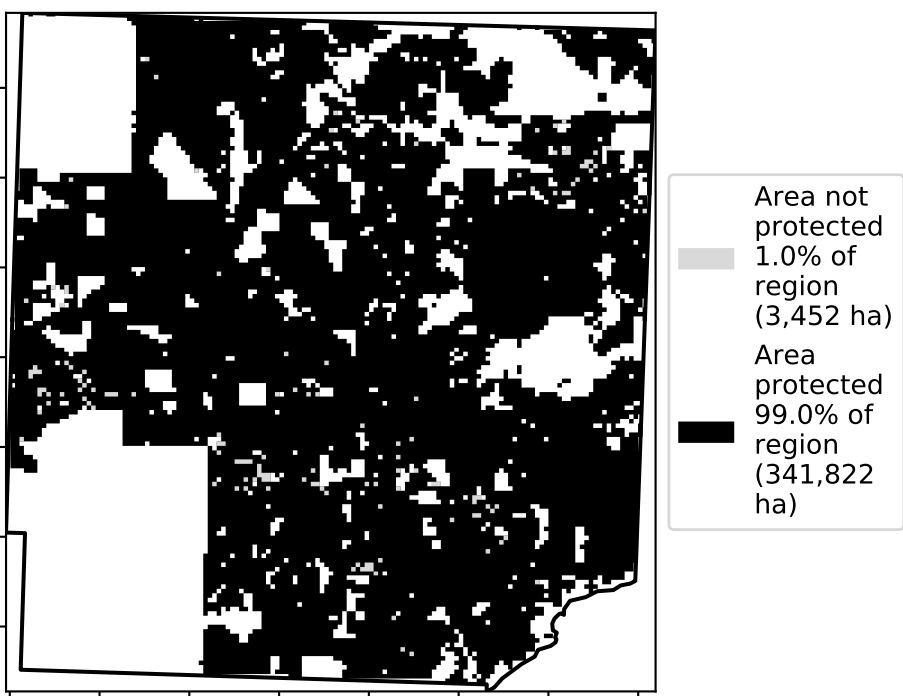 Area not
protected
1.0% of
region
(3,452 ha)
Area
protected
99.0% of
region
(341,822
ha)